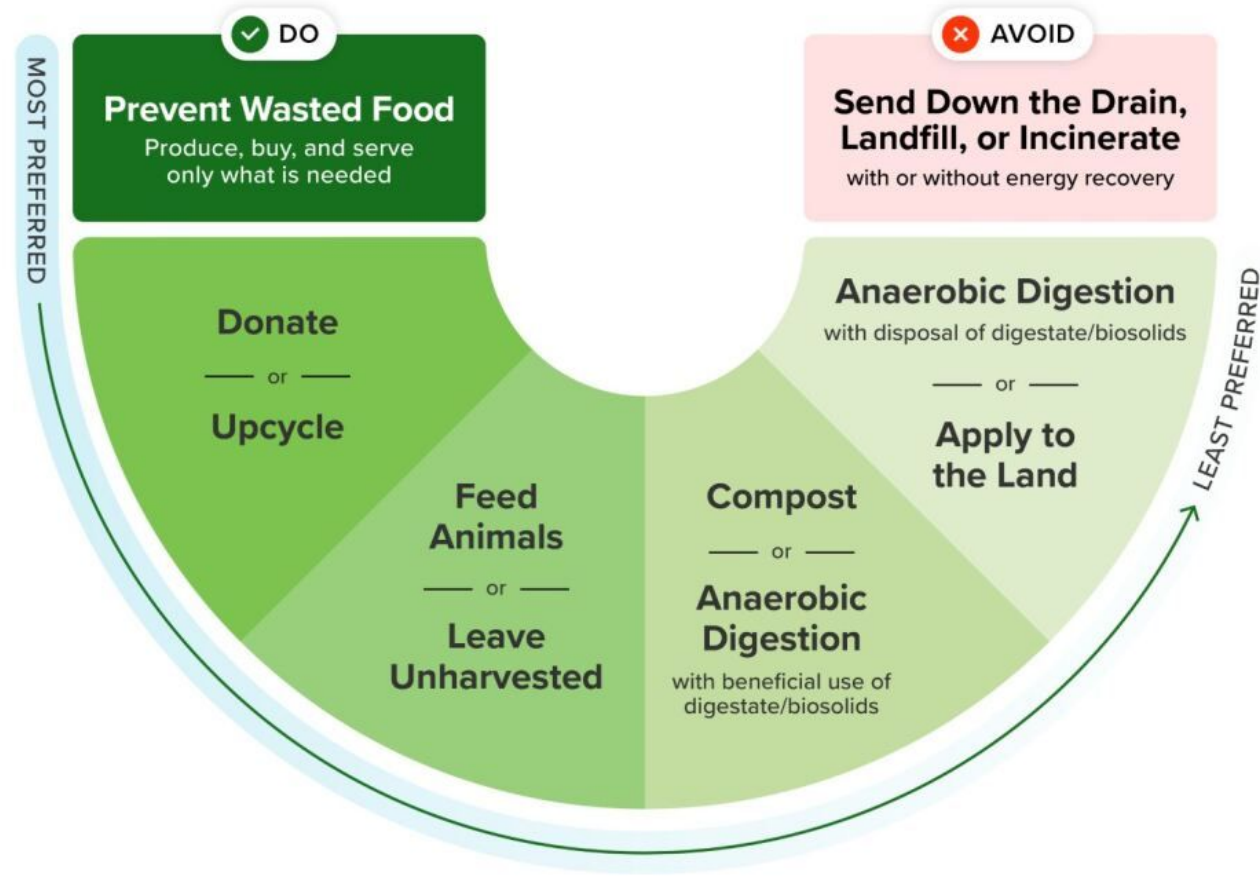 DO
Prevent Wasted Food
Produce, buy, and serve
only what is needed
AVOID
Send Down the Drain,
Landfill, or Incinerate
with or without energy recovery
MOST PREFERRED
Donate
or
Upcycle
Feed
Animals
or
Leave
Unharvested
Compost
or
Anaerobic
Digestion
with beneficial use of
digestate/biosolids
Anaerobic Digestion
with disposal of digestate/biosolids
or
Apply to
the Land
LEAST PREFERRED